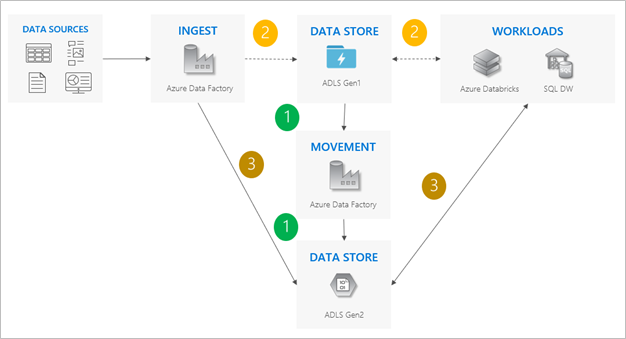 DATA SOURCES
INGEST
Azure Data Factory
2
DATA STORE
ADLS Gen1
2
WORKLOADS
Azure Databricks
SQL DW
1
MOVEMENT
Azure Data Factory
3
3
1
DATA STORE
ADLS Gen2